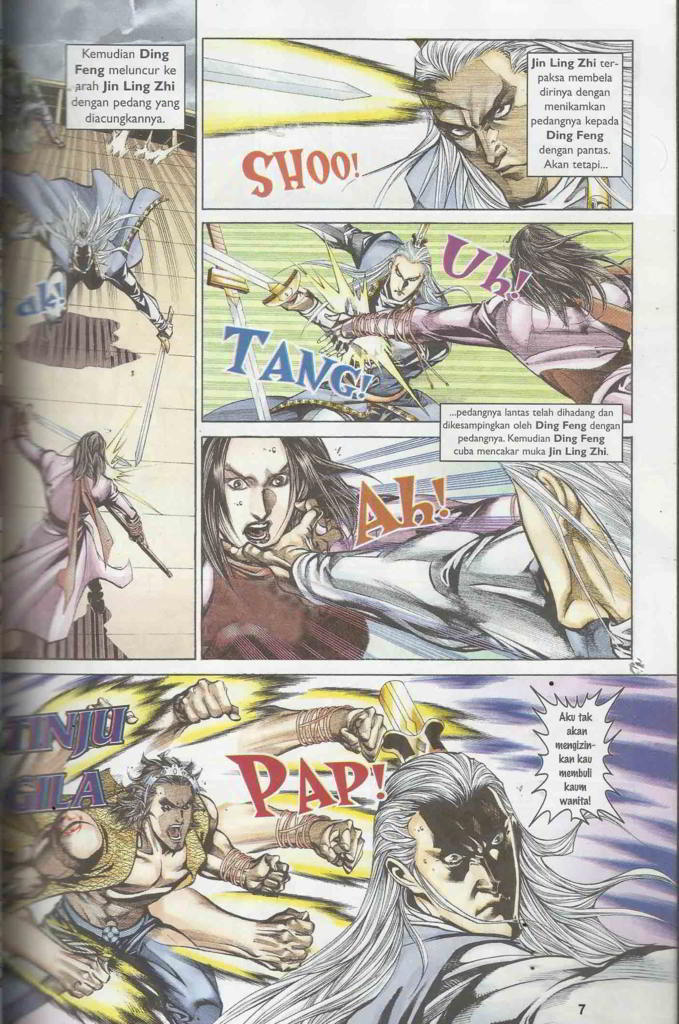 Kemudian Ding
Feng meluncur ke
arah Jin Ling Zhi
dengan pedang yang
diacungkannya.
ak!
Jin Ling Zhi ter-
paksa membela
dirinya dengan
menikamkan
pedangnya kepada
Ding Feng
dengan pantas.
Akan tetapi...
SHOO!
Uh!
TANG!
...pedangnya lantas telah dihadang dan
dikesampingkan oleh Ding Feng dengan
pedangnya. Kemudian Ding Feng
cuba mencakar muka Jin Ling Zhi.
Ah!
TINJU
GILA
PAP!
Aku tak
akan
mengizin-
kan kau
membuli
kaum
wanita!
7